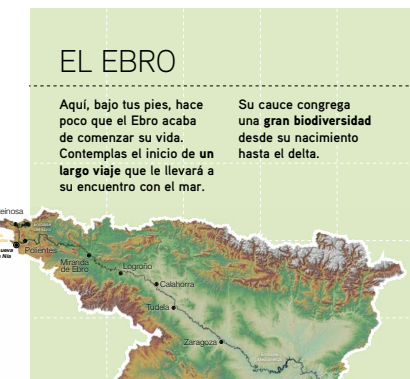 EL EBRO
Aquí, bajo tus pies, hace
poco que el Ebro acaba
de comenzar su vida.
Contemplas el inicio de un
largo viaje que le llevará a
su encuentro con el mar.
Su cauce congrega
una gran biodiversidad
desde su nacimiento
hasta el delta.
einosa
Polientes
Miranda
de Ebro
Logroño
Calahorra
Tudela
Zaragoza